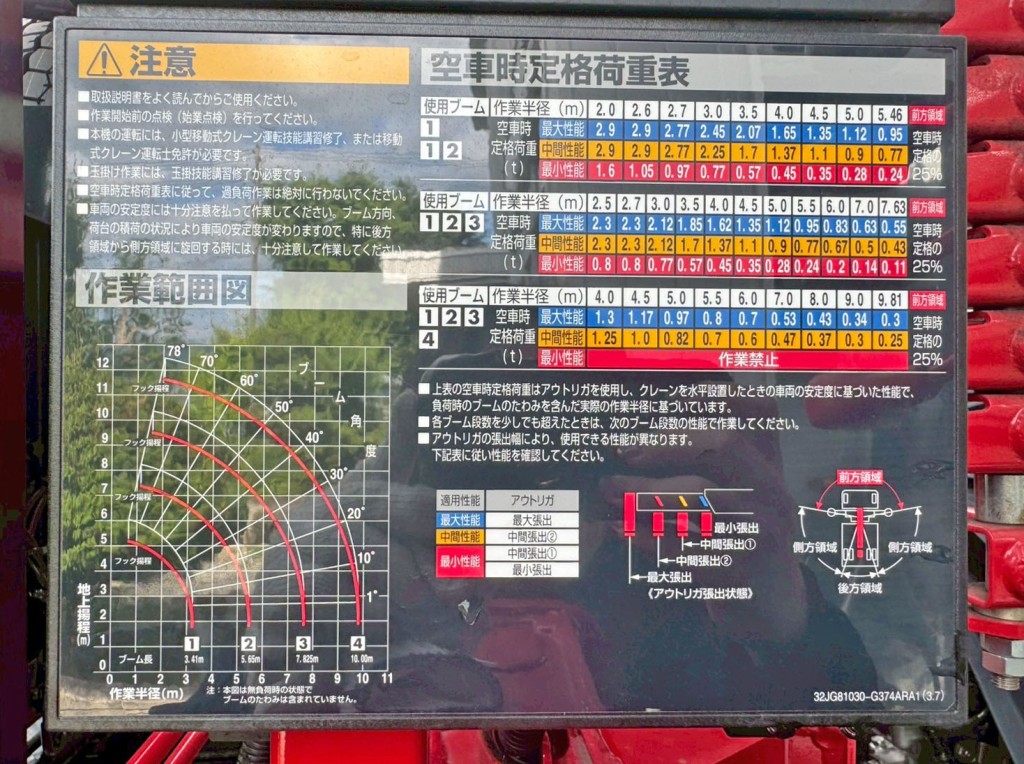 注意
■取扱説明書をよく読んでからご使用ください。
■作業開始前の点検（始業点検）を行ってください。
■本機の運転には、小型移動式クレーン運転技能講習修了、または移動
式クレーン運転士免許が必要です。
■玉掛け作業には、玉掛技能講習修了が必要です。
■空車時定格荷重表に従って、過負荷作業は絶対に行わないでください。
■車両の安定度には十分注意を払って作業してください。ブーム方向、
荷台の積荷の状況により車両の安定度が変わりますので、特に後方
領域から側方領域に旋回する時には、十分注意して作業してください。
作業範囲図
78° 70° 60° 50° 40° 30° 20° 10° 1°
ブーム角度
フック揚程
フック揚程
フック揚程
フック揚程
12
11
10
9
8
7
6
5
4
3
2
1
0
地上揚程(m)
1 2 3 4
ブーム長 3.41m 5.65m 7.825m 10.00m
0 1 2 3 4 5 6 7 8 9 10 11
作業半径(m)
注：本図は無負荷時の状態で
ブームのたわみは含まれていません。
空車時定格荷重表
使用ブーム 作業半径（m） 2.0 2.6 2.7 3.0 3.5 4.0 4.5 5.0 5.46 前方領域
1 空車時 最大性能 2.9 2.9 2.77 2.45 2.07 1.65 1.35 1.12 0.95 空車時
1 2 定格荷重 中間性能 2.9 2.9 2.77 2.25 1.7 1.37 1.1 0.9 0.77 定格の
（t） 最小性能 1.6 1.05 0.97 0.77 0.57 0.45 0.35 0.28 0.24 25%
使用ブーム 作業半径（m） 2.5 2.7 3.0 3.5 4.0 4.5 5.0 5.5 6.0 7.0 7.63 前方領域
1 2 3 空車時 最大性能 2.3 2.3 2.12 1.85 1.62 1.35 1.12 0.95 0.83 0.63 0.55 空車時
定格荷重 中間性能 2.3 2.3 2.12 1.7 1.37 1.1 0.9 0.77 0.67 0.5 0.43 定格の
（t） 最小性能 0.8 0.8 0.77 0.57 0.45 0.35 0.28 0.24 0.2 0.14 0.11 25%
使用ブーム 作業半径（m） 4.0 4.5 5.0 5.5 6.0 7.0 8.0 9.0 9.81 前方領域
1 2 3 空車時 最大性能 1.3 1.17 0.97 0.8 0.7 0.53 0.43 0.34 0.3 空車時
4 定格荷重 中間性能 1.25 1.0 0.82 0.7 0.6 0.47 0.37 0.3 0.25 定格の
（t） 最小性能 作業禁止 25%
■上表の空車時定格荷重はアウトリガを使用し、クレーンを水平設置したときの車両の安定度に基づいた性能で、
負荷時のブームのたわみを含んだ実際の作業半径に基づいています。
■各ブーム段数を少しでも超えたときは、次のブーム段数の性能で作業してください。
■アウトリガの張出幅により、使用できる性能が異なります。
下記表に従い性能を確認してください。
適用性能 アウトリガ
最大性能 最大張出
中間性能 中間張出②
最小性能 中間張出①
最小張出
最小張出
中間張出①
中間張出②
最大張出
《アウトリガ張出状態》
前方領域
側方領域 側方領域
後方領域
32JG81030-G374ARA1(3.7)